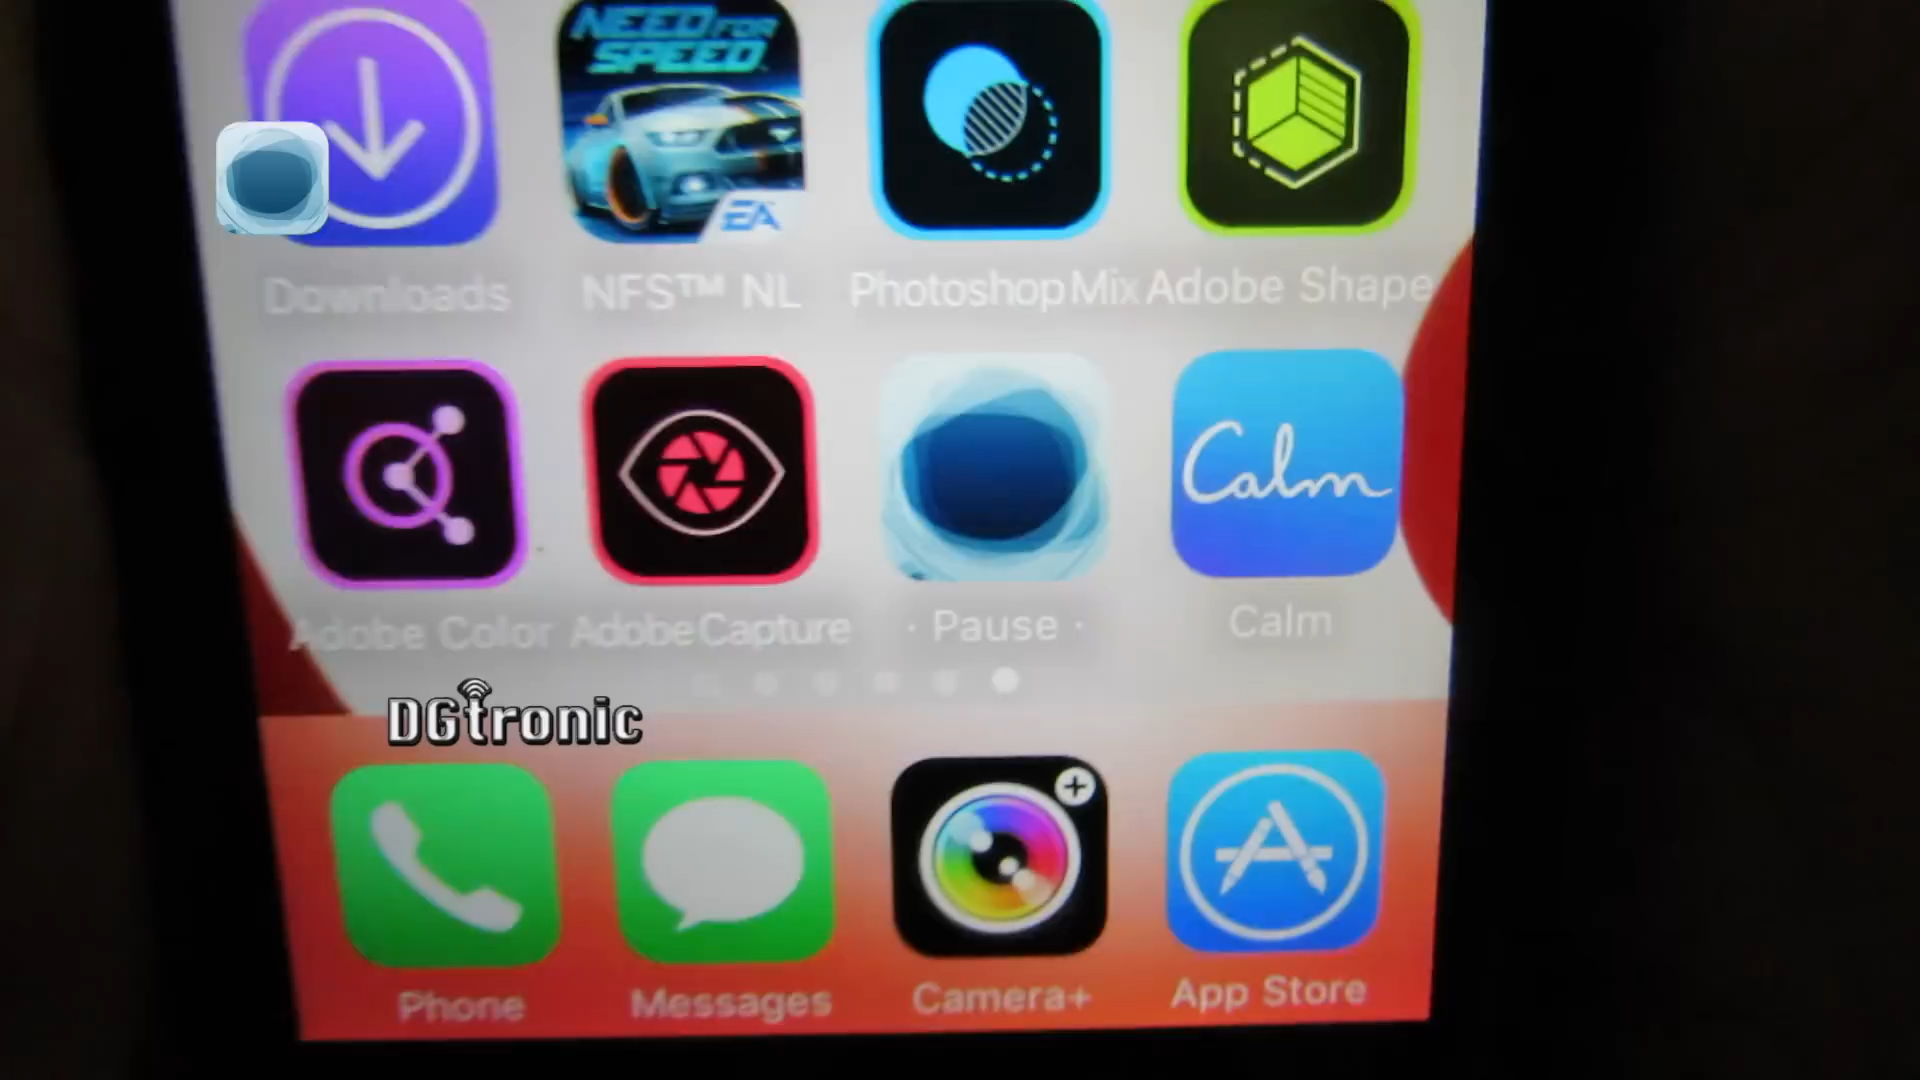 NEED FOR
SPEED
EA
Downloads
NFS™ NL
Photoshop Mix
Adobe Shape
Calm
Adobe Color
Adobe Capture
· Pause ·
Calm
DGtronic
Phone
Messages
Camera+
App Store